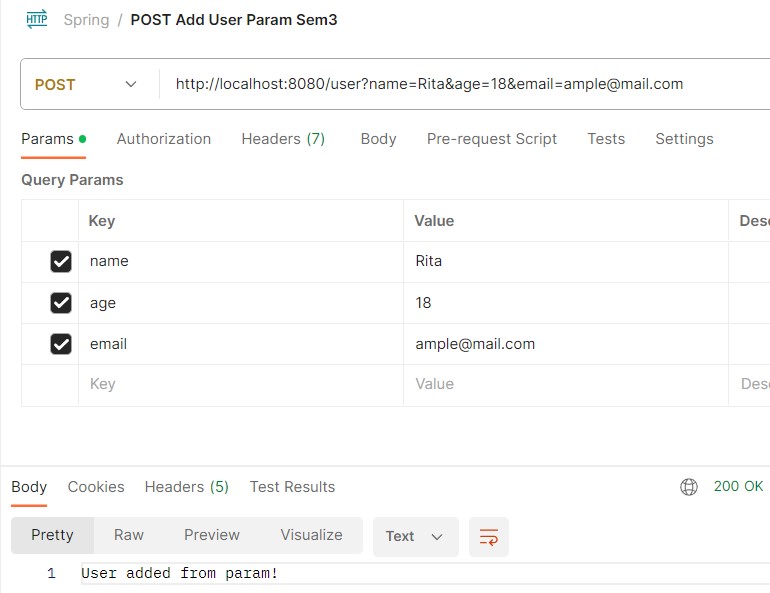 HTTP Spring / POST Add User Param Sem3
POST http://localhost:8080/user?name=Rita&age=18&email=ample@mail.com
Params Authorization Headers (7) Body Pre-request Script Tests Settings
Query Params
Key Value Desc
name Rita
age 18
email ample@mail.com
Key Value Desc
Body Cookies Headers (5) Test Results 200 OK
Pretty Raw Preview Visualize Text
1 User added from param!